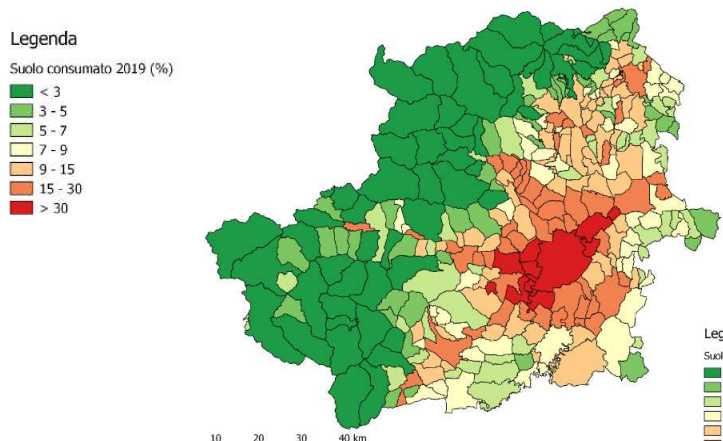 Legenda
Suolo consumato 2019 (%)
< 3
3 - 5
5 - 7
7 - 9
9 - 15
15 - 30
> 30
Le
Suol
10 20 30 40 km